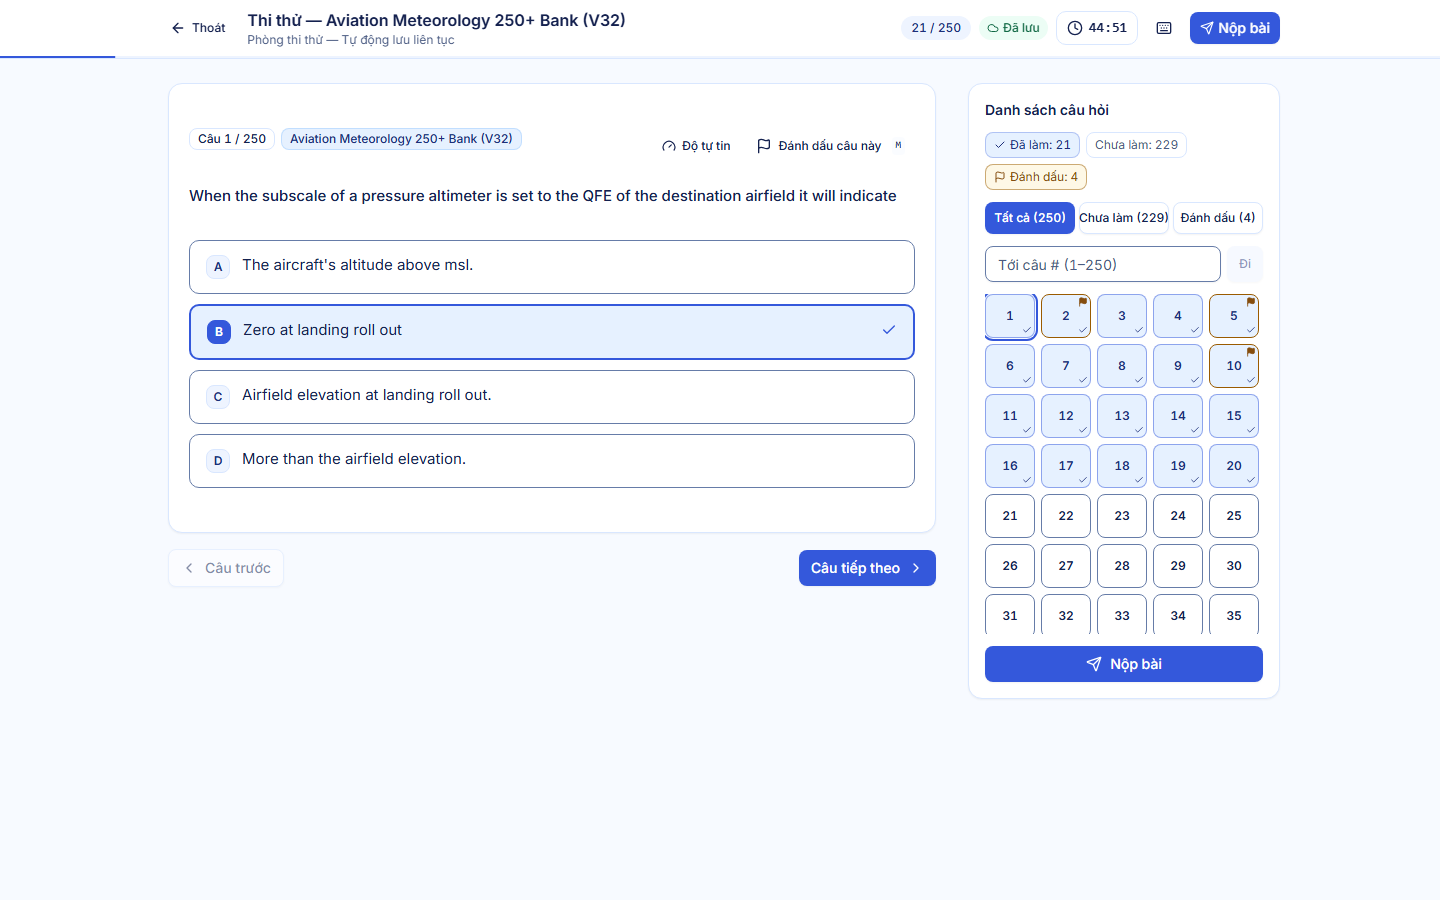 Thoát
Thi thử — Aviation Meteorology 250+ Bank (V32)
Phòng thi thử — Tự động lưu liên tục
21 / 250
Đã lưu
44:51
Nộp bài
Câu 1 / 250
Aviation Meteorology 250+ Bank (V32)
Độ tự tin
Đánh dấu câu này M
When the subscale of a pressure altimeter is set to the QFE of the destination airfield it will indicate
A The aircraft's altitude above msl.
B Zero at landing roll out
C Airfield elevation at landing roll out.
D More than the airfield elevation.
Câu trước
Câu tiếp theo
Danh sách câu hỏi
Đã làm: 21
Chưa làm: 229
Đánh dấu: 4
Tất cả (250)
Chưa làm (229)
Đánh dấu (4)
Tới câu # (1–250)
Đi
1 2 3 4 5
6 7 8 9 10
11 12 13 14 15
16 17 18 19 20
21 22 23 24 25
26 27 28 29 30
31 32 33 34 35
Nộp bài